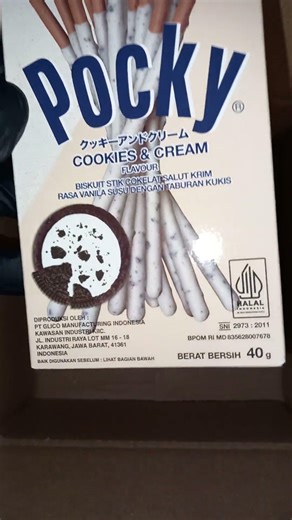 Pocky ®
クッキーアンドクリーム
COOKIES & CREAM
FLAVOUR
BISKUIT STIK COKELAT SALUT KRIM
RASA VANILA SUSU DENGAN TABURAN KUKIS
DIPRODUKSI OLEH :
PT GLICO MANUFACTURING INDONESIA
KAWASAN INDUSTRI KIIC.
JL. INDUSTRI RAYA LOT MM 16 - 18
KARAWANG, JAWA BARAT, 41361
INDONESIA
BAIK DIGUNAKAN SEBELUM : LIHAT BAGIAN BAWAH
HALAL
INDONESIA
SNI 2973 : 2011
BPOM RI MD 835628007678
BERAT BERSIH 40 g